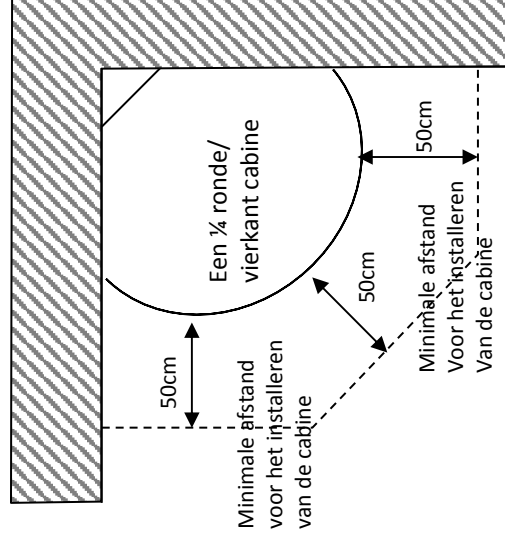 Een ¼ ronde/
vierkant cabine
50cm
50cm
50cm
Minimale afstand
voor het installeren
van de cabine
Minimale afstand
Voor het installeren
Van de cabine